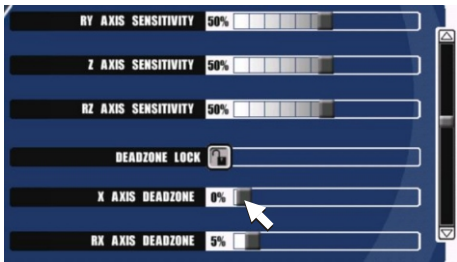 RY AXIS SENSITIVITY 50%
Z AXIS SENSITIVITY 50%
RZ AXIS SENSITIVITY 50%
DEADZONE LOCK
X AXIS DEADZONE 0%
RX AXIS DEADZONE 5%